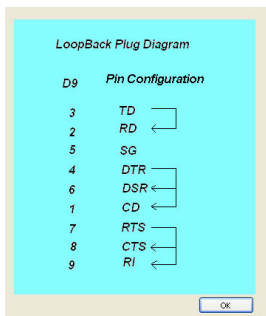 LoopBack Plug Diagram
D9 Pin Configuration
3 TD
2 RD
5 SG
4 DTR
6 DSR
1 CD
7 RTS
8 CTS
9 RI
OK